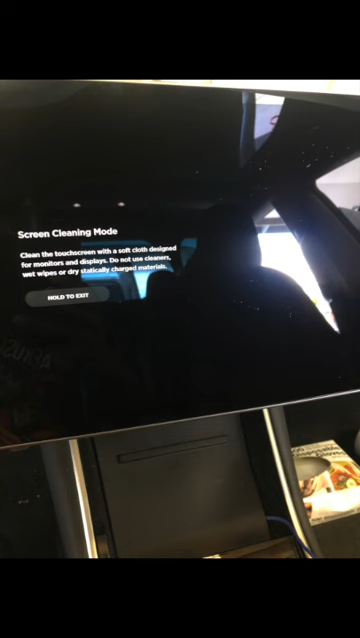 Screen Cleaning Mode
Clean the touchscreen with a soft cloth designed
for monitors and displays. Do not use cleaners,
wet wipes or dry statically charged materials.
HOLD TO EXIT